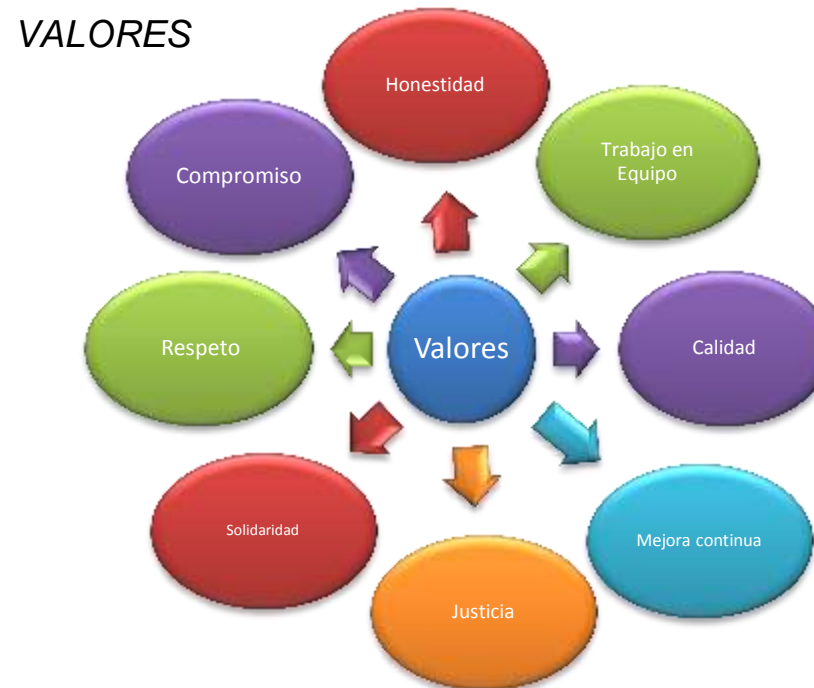 VALORES
Honestidad
Trabajo en
Equipo
Compromiso
Respeto
Valores
Calidad
Solidaridad
Mejora continua
Justicia